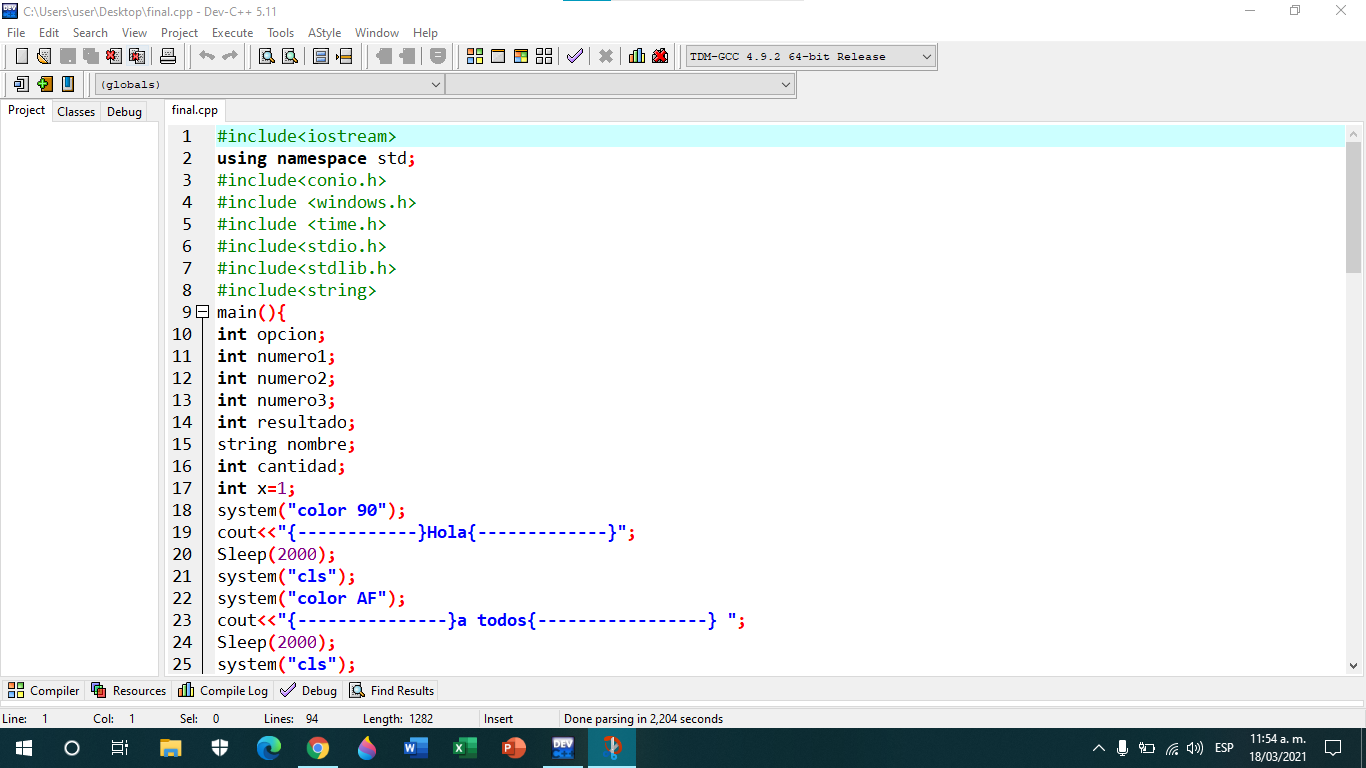 C:\Users\user\Desktop\final.cpp - Dev-C++ 5.11
File Edit Search View Project Execute Tools AStyle Window Help
TDM-GCC 4.9.2 64-bit Release
(globals)
Project Classes Debug
final.cpp
1 #include<iostream>
2 using namespace std;
3 #include<conio.h>
4 #include <windows.h>
5 #include <time.h>
6 #include<stdio.h>
7 #include<stdlib.h>
8 #include<string>
9 main(){
10 int opcion;
11 int numero1;
12 int numero2;
13 int numero3;
14 int resultado;
15 string nombre;
16 int cantidad;
17 int x=1;
18 system("color 90");
19 cout<<"{------------}Hola{-------------}";
20 Sleep(2000);
21 system("cls");
22 system("color AF");
23 cout<<"{---------------}a todos{-----------------} ";
24 Sleep(2000);
25 system("cls");
Compiler Resources Compile Log Debug Find Results
Line: 1 Col: 1 Sel: 0 Lines: 94 Length: 1282 Insert Done parsing in 2,204 seconds
ESP
11:54 a. m.
18/03/2021